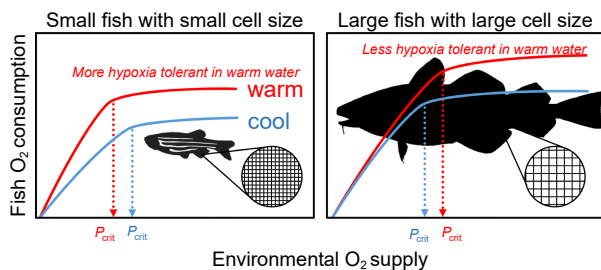 Small fish with small cell size
Large fish with large cell size
Fish O₂ consumption
More hypoxia tolerant in warm water
warm
cool
Less hypoxia tolerant in warm water
Pcrit
Pcrit
Pcrit
Pcrit
Environmental O₂ supply